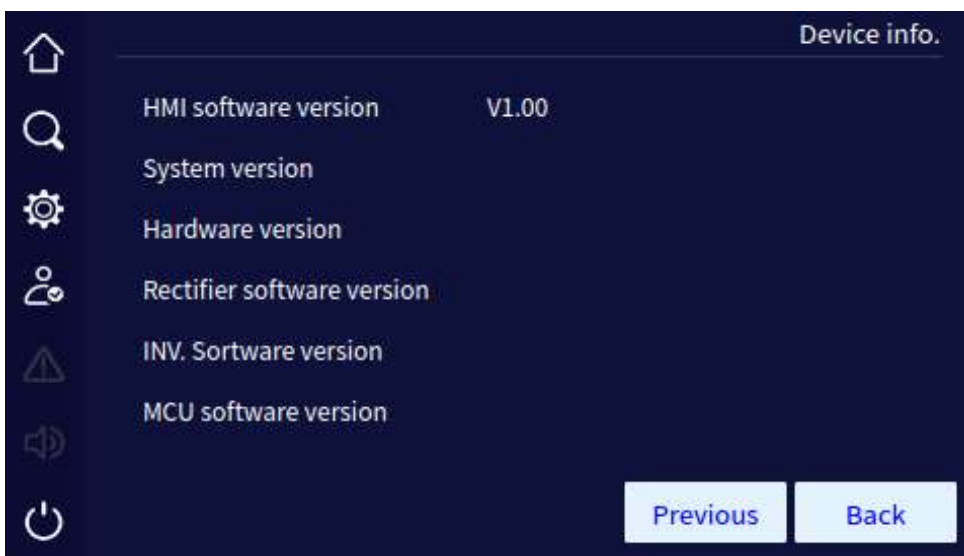 Device info.
HMI software version V1.00
System version
Hardware version
Rectifier software version
INV. Sortware version
MCU software version
Previous Back